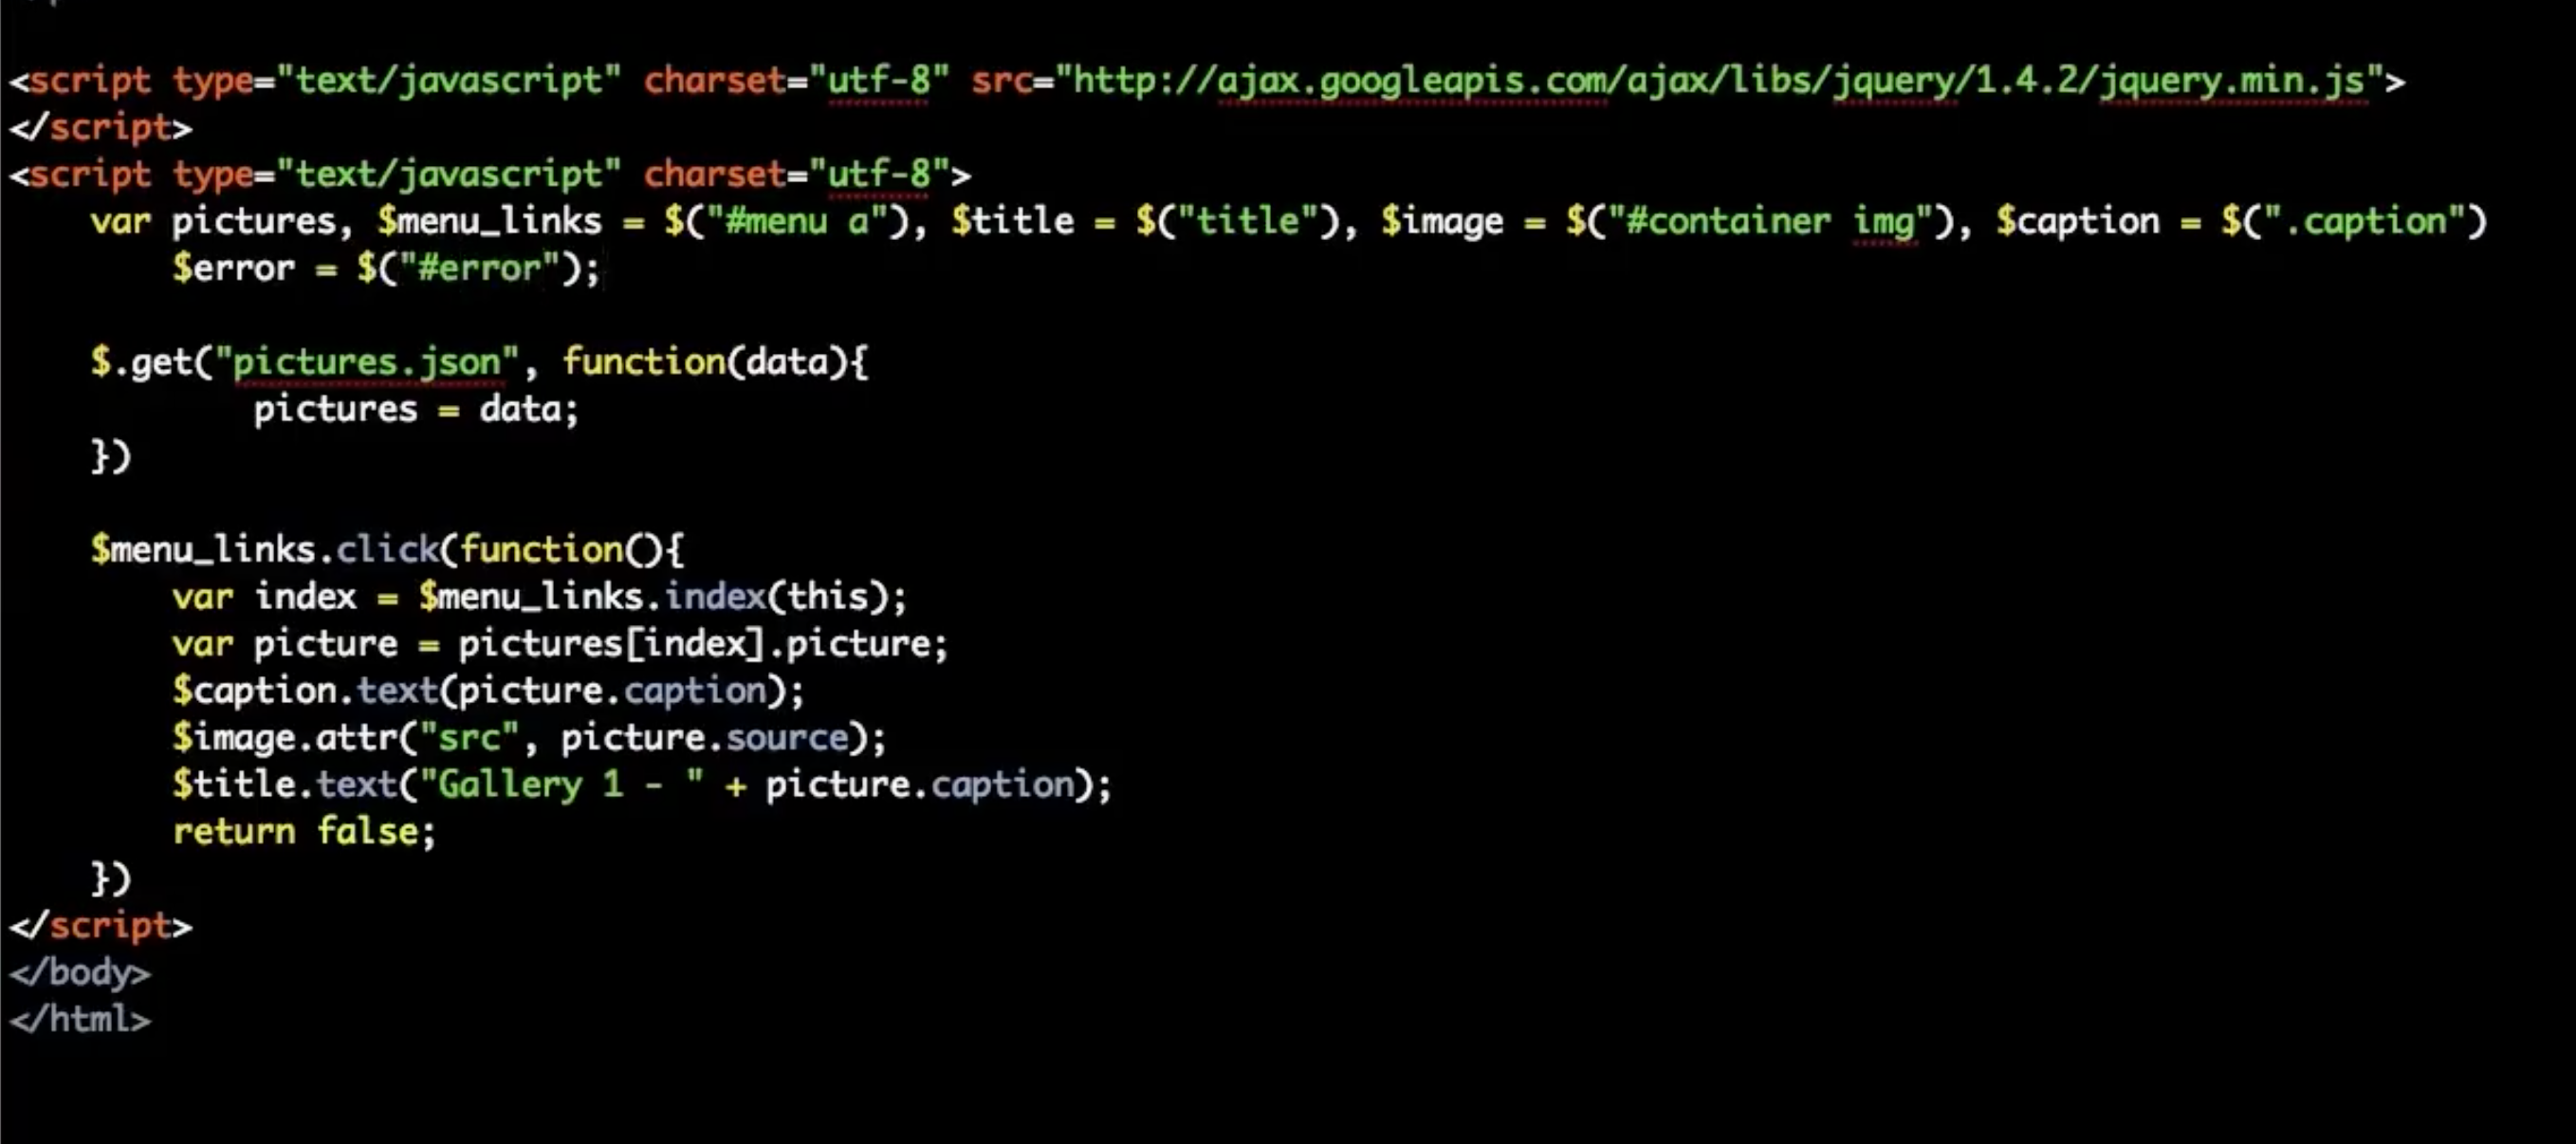 <script type="text/javascript" charset="utf-8" src="http://ajax.googleapis.com/ajax/libs/jquery/1.4.2/jquery.min.js">
</script>
<script type="text/javascript" charset="utf-8">
    var pictures, $menu_links = $("#menu a"), $title = $("title"), $image = $("#container img"), $caption = $(".caption")
        $error = $("#error");

    $.get("pictures.json", function(data){
            pictures = data;
    })

    $menu_links.click(function(){
        var index = $menu_links.index(this);
        var picture = pictures[index].picture;
        $caption.text(picture.caption);
        $image.attr("src", picture.source);
        $title.text("Gallery 1 - " + picture.caption);
        return false;
    })
</script>
</body>
</html>